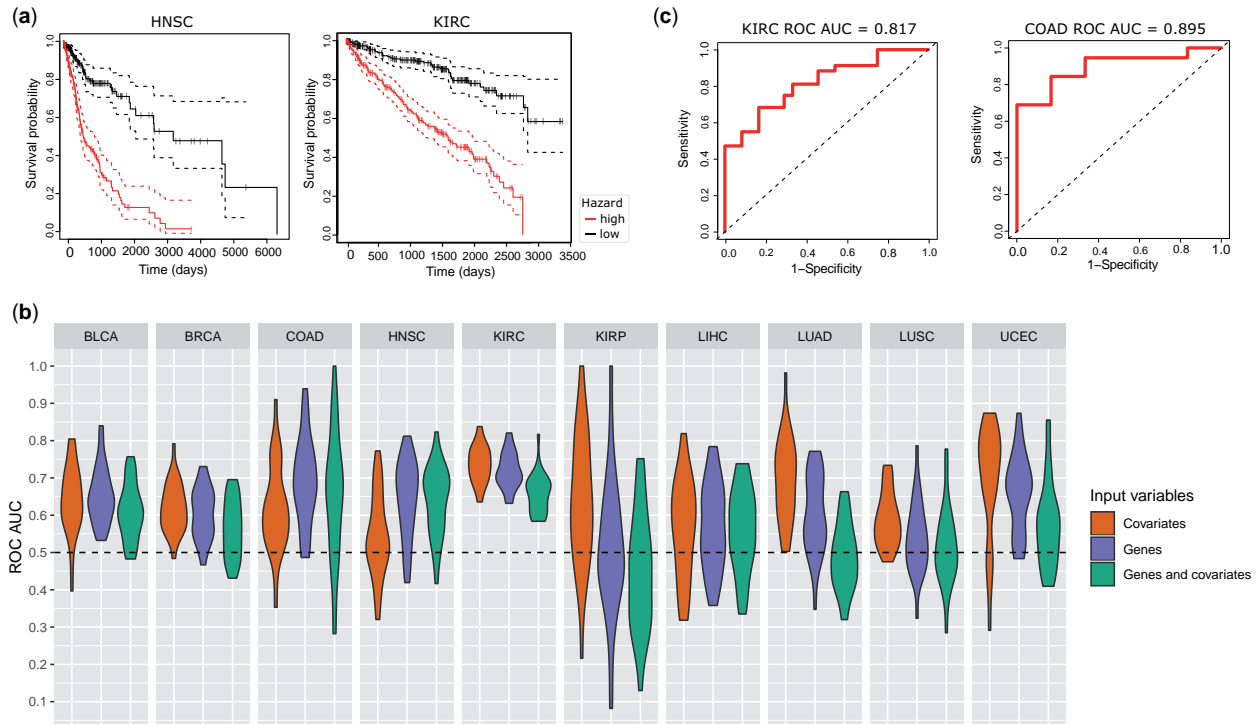 (a)
HNSC
Survival probability
0.0
0.2
0.4
0.6
0.8
1.0
0 1000 2000 3000 4000 5000 6000
Time (days)
KIRC
Survival probability
0.0
0.2
0.4
0.6
0.8
1.0
0 500 1000 1500 2000 2500 3000 3500
Time (days)
Hazard
high
low
(c)
KIRC ROC AUC = 0.817
Sensitivity
0.0
0.2
0.4
0.6
0.8
1.0
0.0 0.2 0.4 0.6 0.8 1.0
1−Specificity
COAD ROC AUC = 0.895
Sensitivity
0.0
0.2
0.4
0.6
0.8
1.0
0.0 0.2 0.4 0.6 0.8 1.0
1−Specificity
(b)
BLCA BRCA COAD HNSC KIRC KIRP LIHC LUAD LUSC UCEC
ROC AUC
1.0
0.9
0.8
0.7
0.6
0.5
0.4
0.3
0.2
0.1
Input variables
Covariates
Genes
Genes and covariates